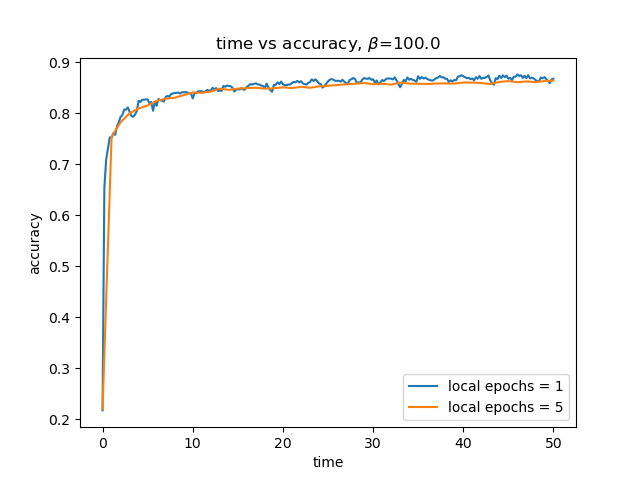 time vs accuracy, β=100.0
accuracy
0.9
0.8
0.7
0.6
0.5
0.4
0.3
0.2
local epochs = 1
local epochs = 5
0 10 20 30 40 50
time